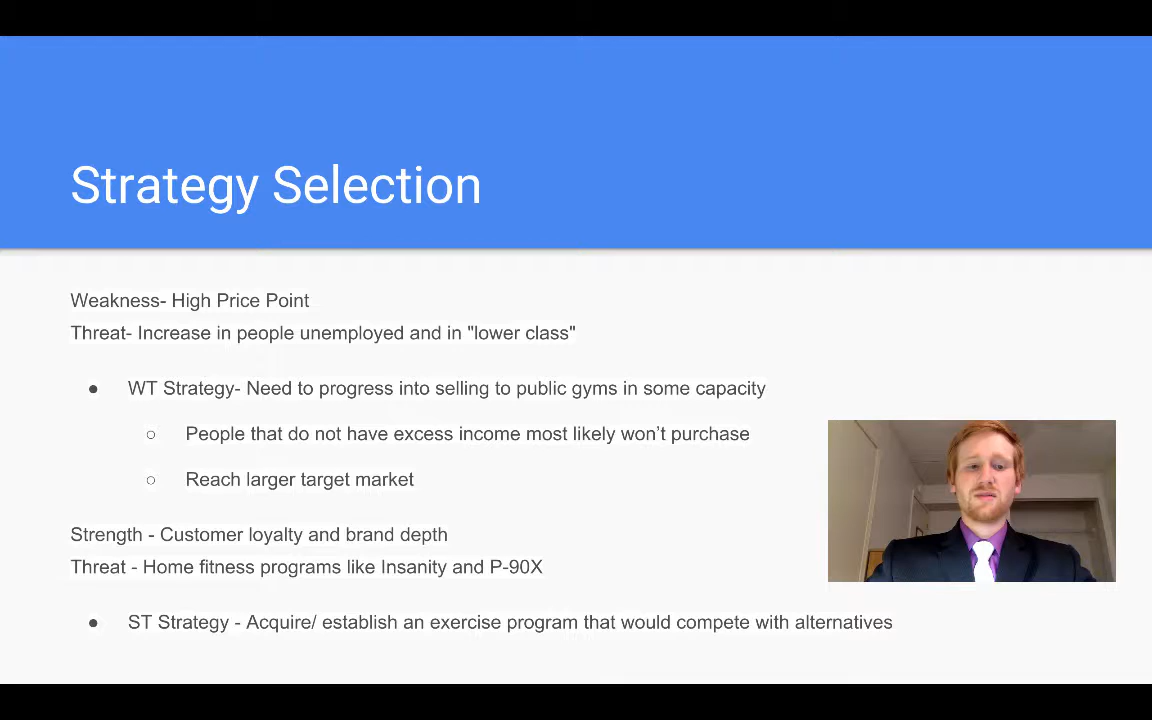 Strategy Selection
Weakness- High Price Point
Threat- Increase in people unemployed and in "lower class"
● WT Strategy- Need to progress into selling to public gyms in some capacity
○ People that do not have excess income most likely won’t purchase
○ Reach larger target market
Strength - Customer loyalty and brand depth
Threat - Home fitness programs like Insanity and P-90X
● ST Strategy - Acquire/ establish an exercise program that would compete with alternatives